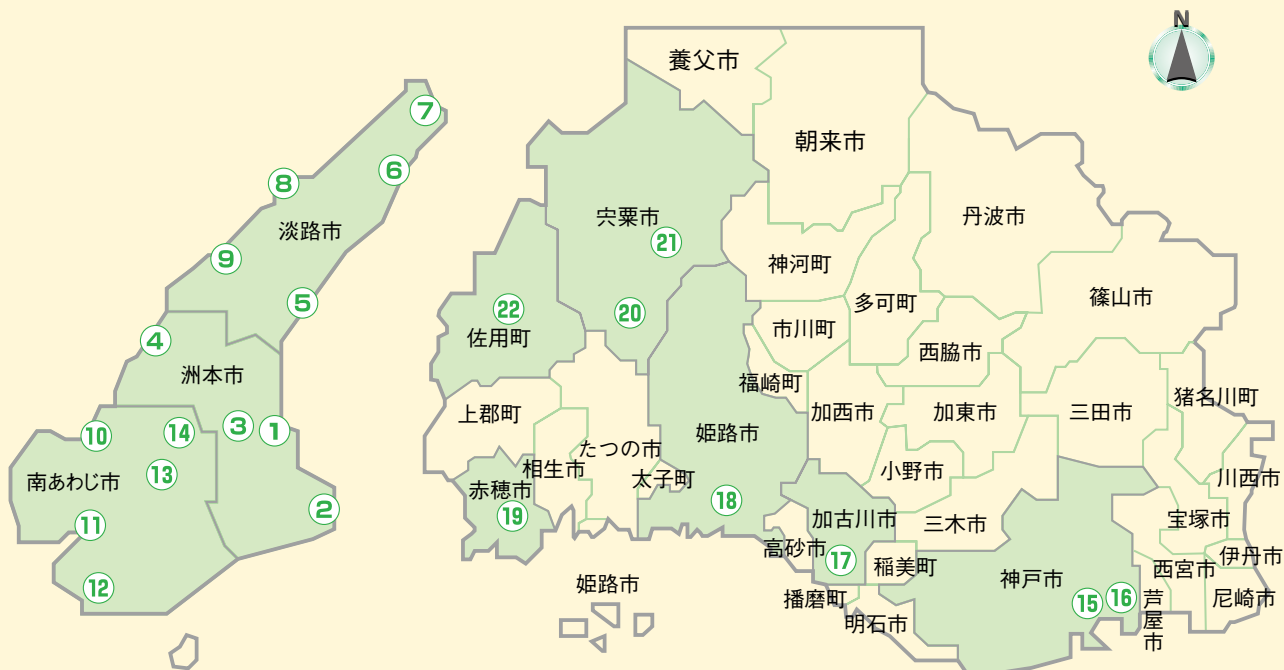 N
養父市
朝来市
⑦
⑥
⑧
淡路市
宍粟市
㉑
丹波市
⑨
神河町
篠山市
⑤
㉒
⑳
多可町
④
佐用町
市川町
西脇市
洲本市
福崎町
猪名川町
③
①
上郡町
姫路市
加西市
加東市
三田市
⑩
⑭
たつの市
相生市
太子町
小野市
川西市
南あわじ市
⑬
赤穂市
⑲
⑱
加古川市
三木市
宝塚市
②
⑪
高砂市
⑰
稲美町
神戸市
西宮市
伊丹市
⑫
姫路市
播磨町
明石市
⑮
⑯
芦屋市
尼崎市